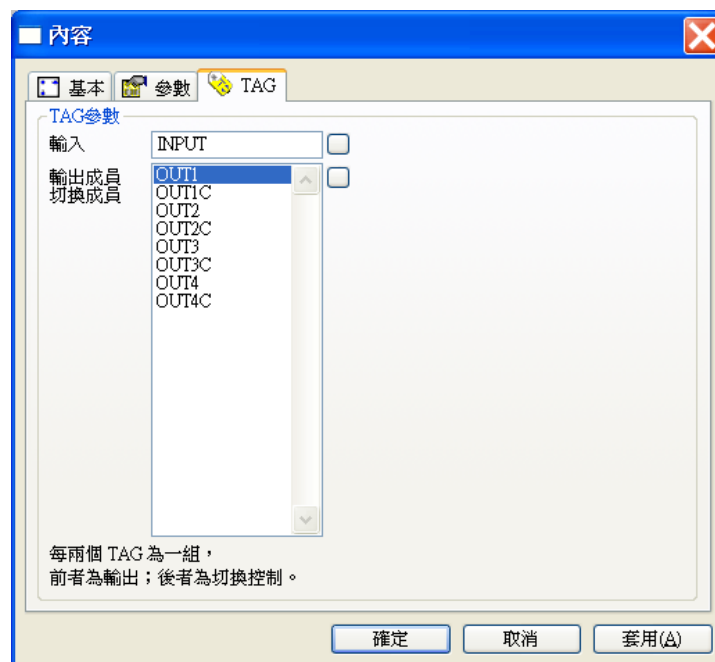 內容
基本 參數 TAG
TAG參數
輸入 INPUT
輸出成員
切換成員
OUT1
OUT1C
OUT2
OUT2C
OUT3
OUT3C
OUT4
OUT4C
每兩個 TAG 為一組，
前者為輸出；後者為切換控制。
確定 取消 套用(A)